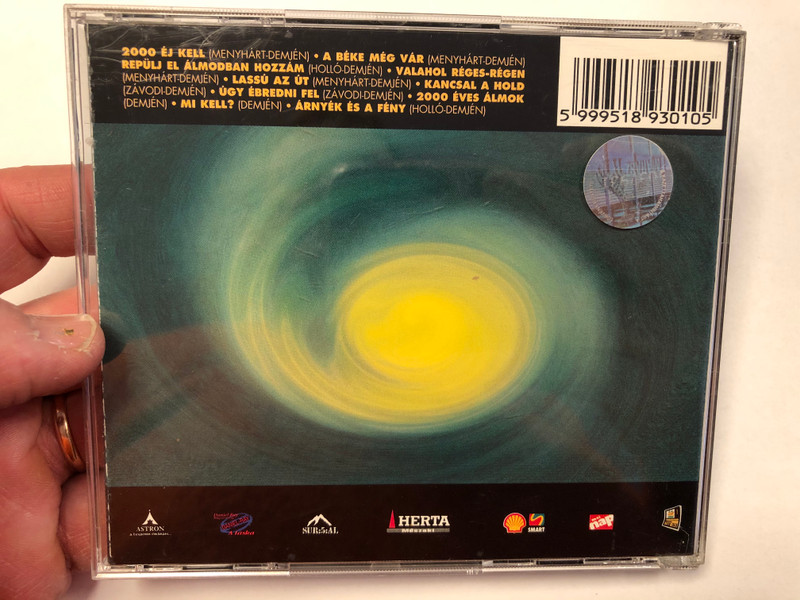 2000 ÉJ KELL (MENYHÁRT-DEMJÉN) • A BÉKE MÉG VÁR (MENYHÁRT-DEMJÉN)
REPÜLJ EL ÁLMODBAN HOZZÁM (HOLLÓ-DEMJÉN) • VALAHOL RÉGES-RÉGEN
(MENYHÁRT-DEMJÉN) • LASSÚ AZ ÚT (MENYHÁRT-DEMJÉN) • KANCSAL A HOLD
(ZÁVODI-DEMJÉN) • ÚGY ÉBREDNI FEL (ZÁVODI-DEMJÉN) • 2000 ÉVES ÁLMOK
(DEMJÉN) • MI KELL? (DEMJÉN) • ÁRNYÉK ÉS A FÉNY (HOLLÓ-DEMJÉN)
5 999518 930105
ASTRON
HERTA
Műszaki
Shell
SMART
nap